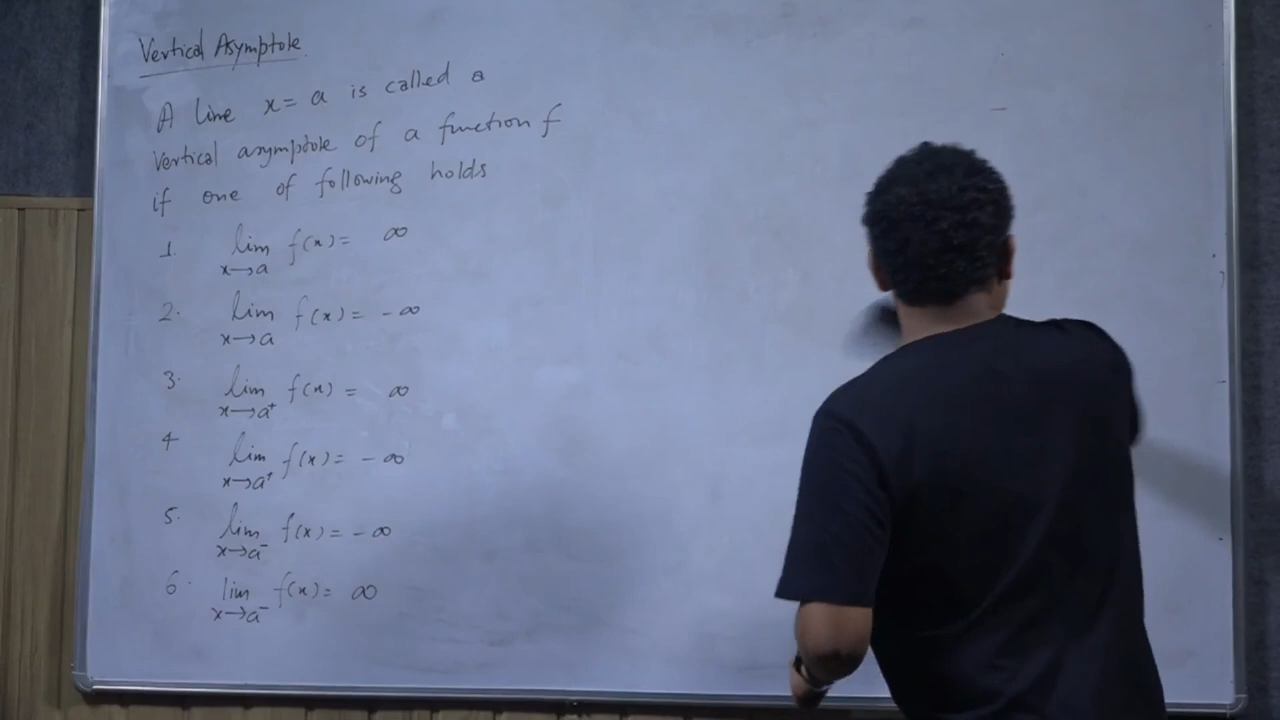 Vertical Asymptote
A line x = a is called a
Vertical asymptote of a function f
if one of following holds
1. lim x→a f(x) = ∞
2. lim x→a f(x) = -∞
3. lim x→a⁺ f(x) = ∞
4 lim x→a⁺ f(x) = -∞
5. lim x→a⁻ f(x) = -∞
6. lim x→a⁻ f(x) = ∞